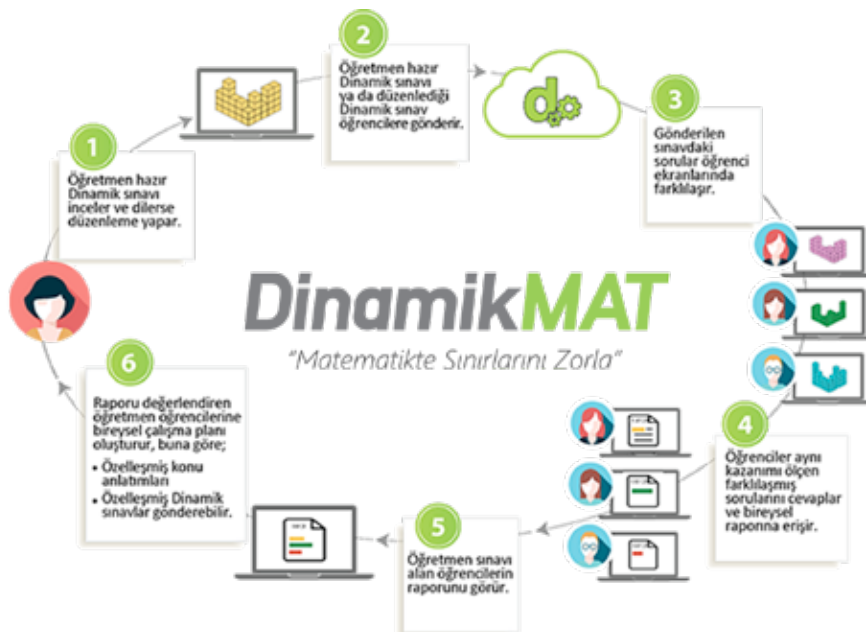 1
Öğretmen hazır
Dinamik sınavı
inceler ve dilerse
düzenleme yapar.
2
Öğretmen hazır
Dinamik sınavı
ya da düzenlediği
Dinamik sınav
öğrencilere gönderir.
d
3
Gönderilen
sınavdaki
sorular öğrenci
ekranlarında
farklılaşır.
DinamikMAT
"Matematikte Sınırlarını Zorla"
4
Öğrenciler aynı
kazanımı ölçen
farklılaşmış
sorularını cevaplar
ve bireysel
raporına erişir.
5
Öğretmen sınavı
alan öğrencilerin
raporunu görür.
6
Raporu değerlendiren
öğretmen öğrencilerine
bireysel çalışma planı
oluşturur, buna göre;
• Özelleşmiş konu
anlatımları
• Özelleşmiş Dinamik
sınavlar gönderebilir.